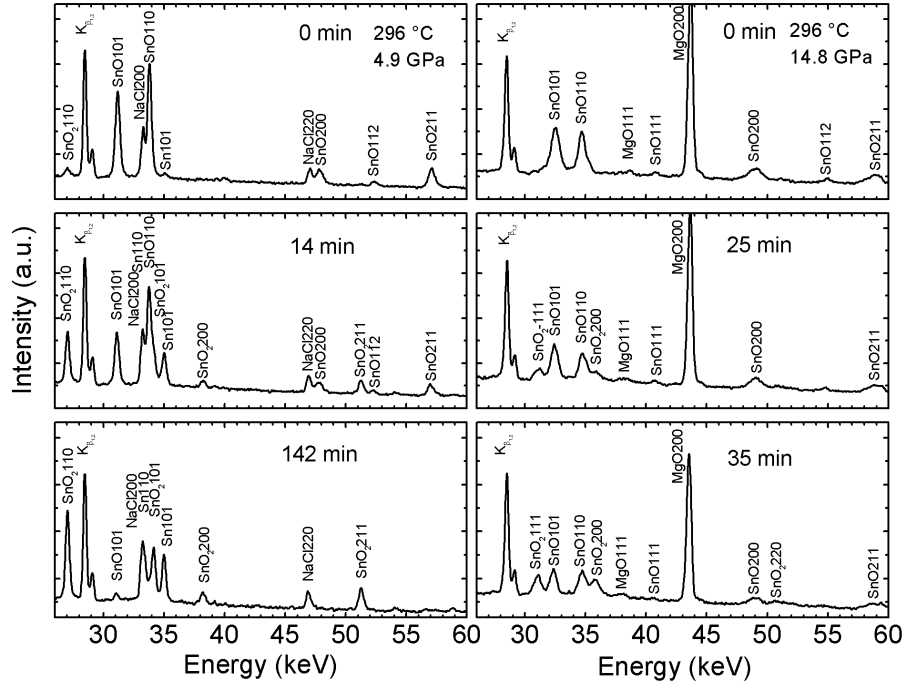 Intensity (a.u.)
0 min 296 °C
4.9 GPa
SnO₂110
Kβ₁,₂
SnO101
NaCl200
SnO110
Sn101
NaCl220
SnO200
SnO112
SnO211
0 min 296 °C
14.8 GPa
Kβ₁,₂
SnO101
SnO110
MgO111
SnO111
MgO200
SnO200
SnO112
SnO211
14 min
SnO₂110
Kβ₁,₂
SnO101
NaCl200
Sn110
SnO110
SnO₂101
Sn101
SnO₂200
NaCl220
SnO200
SnO₂211
SnO112
SnO211
25 min
Kβ₁,₂
SnO₂-111
SnO101
SnO110
SnO₂200
MgO111
SnO111
MgO200
SnO200
SnO211
142 min
SnO₂110
Kβ₁,₂
SnO101
NaCl200
Sn110
SnO₂101
Sn101
SnO₂200
NaCl220
SnO₂211
35 min
Kβ₁,₂
SnO₂111
SnO101
SnO110
SnO₂200
MgO111
SnO111
MgO200
SnO200
SnO₂220
SnO211
30 35 40 45 50 55 60
30 35 40 45 50 55 60
Energy (keV)
Energy (keV)